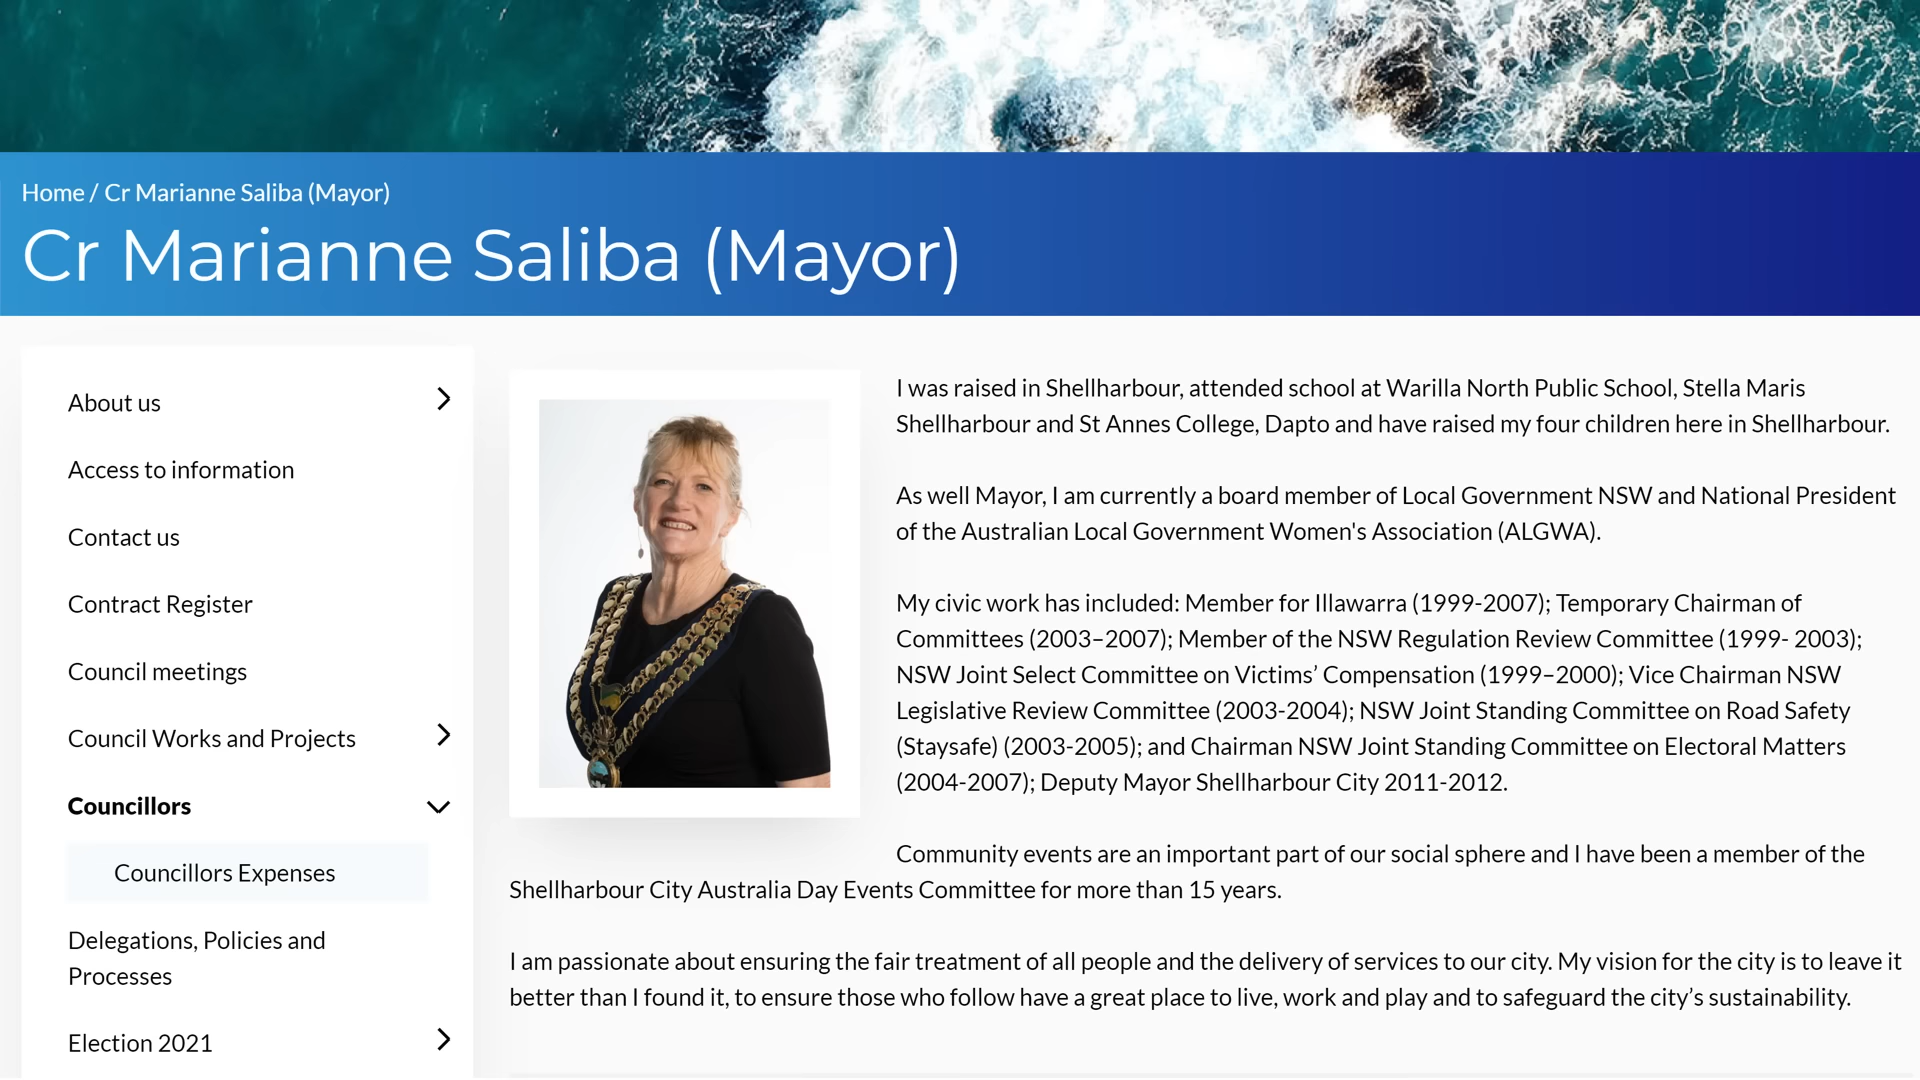 Home / Cr Marianne Saliba (Mayor)
Cr Marianne Saliba (Mayor)
About us
Access to information
Contact us
Contract Register
Council meetings
Council Works and Projects
Councillors
Councillors Expenses
Delegations, Policies and
Processes
Election 2021
I was raised in Shellharbour, attended school at Warilla North Public School, Stella Maris
Shellharbour and St Annes College, Dapto and have raised my four children here in Shellharbour.
As well Mayor, I am currently a board member of Local Government NSW and National President
of the Australian Local Government Women's Association (ALGWA).
My civic work has included: Member for Illawarra (1999-2007); Temporary Chairman of
Committees (2003–2007); Member of the NSW Regulation Review Committee (1999- 2003);
NSW Joint Select Committee on Victims’ Compensation (1999–2000); Vice Chairman NSW
Legislative Review Committee (2003-2004); NSW Joint Standing Committee on Road Safety
(Staysafe) (2003-2005); and Chairman NSW Joint Standing Committee on Electoral Matters
(2004-2007); Deputy Mayor Shellharbour City 2011-2012.
Community events are an important part of our social sphere and I have been a member of the
Shellharbour City Australia Day Events Committee for more than 15 years.
I am passionate about ensuring the fair treatment of all people and the delivery of services to our city. My vision for the city is to leave it
better than I found it, to ensure those who follow have a great place to live, work and play and to safeguard the city’s sustainability.